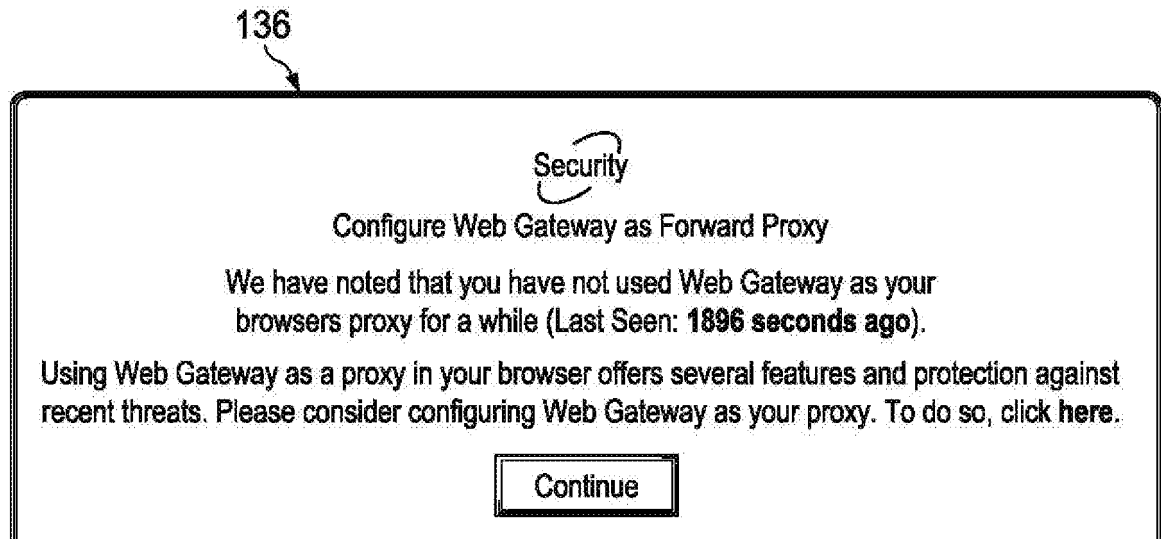 136
Security
Configure Web Gateway as Forward Proxy
We have noted that you have not used Web Gateway as your
browsers proxy for a while (Last Seen: 1896 seconds ago).
Using Web Gateway as a proxy in your browser offers several features and protection against
recent threats. Please consider configuring Web Gateway as your proxy. To do so, click here.
Continue